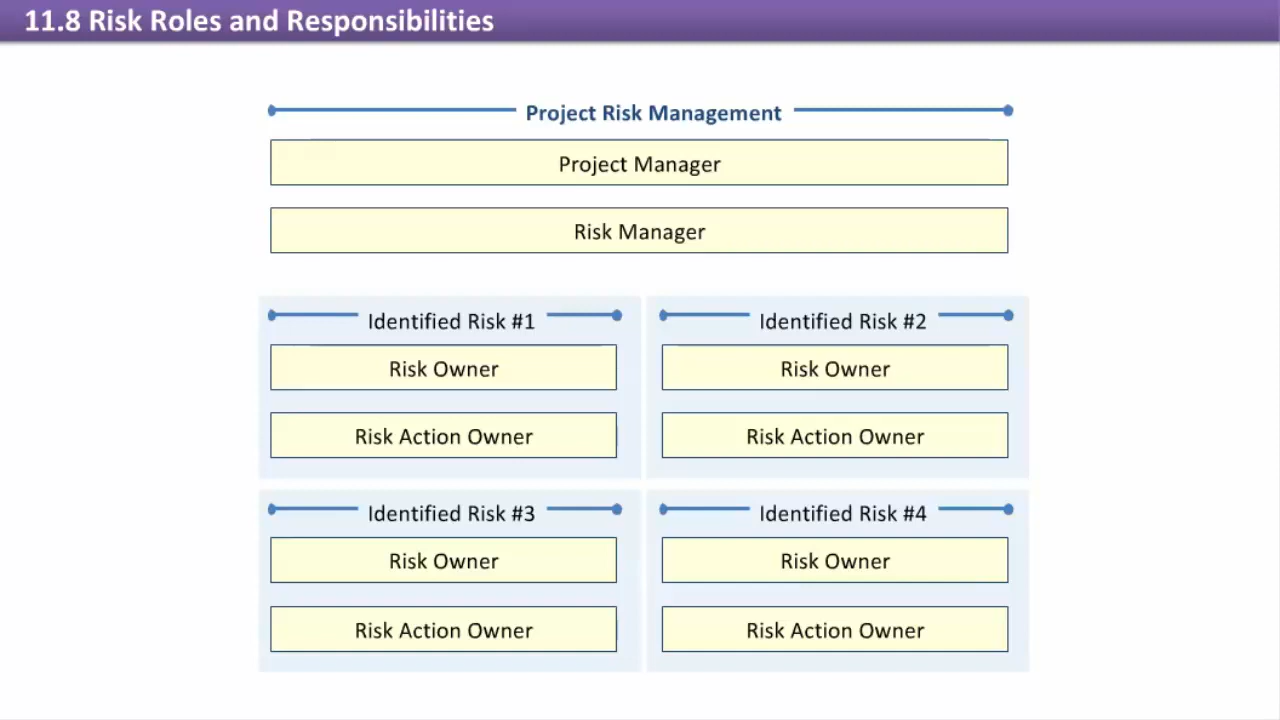 11.8 Risk Roles and Responsibilities
Project Risk Management
Project Manager
Risk Manager
Identified Risk #1
Risk Owner
Risk Action Owner
Identified Risk #2
Risk Owner
Risk Action Owner
Identified Risk #3
Risk Owner
Risk Action Owner
Identified Risk #4
Risk Owner
Risk Action Owner